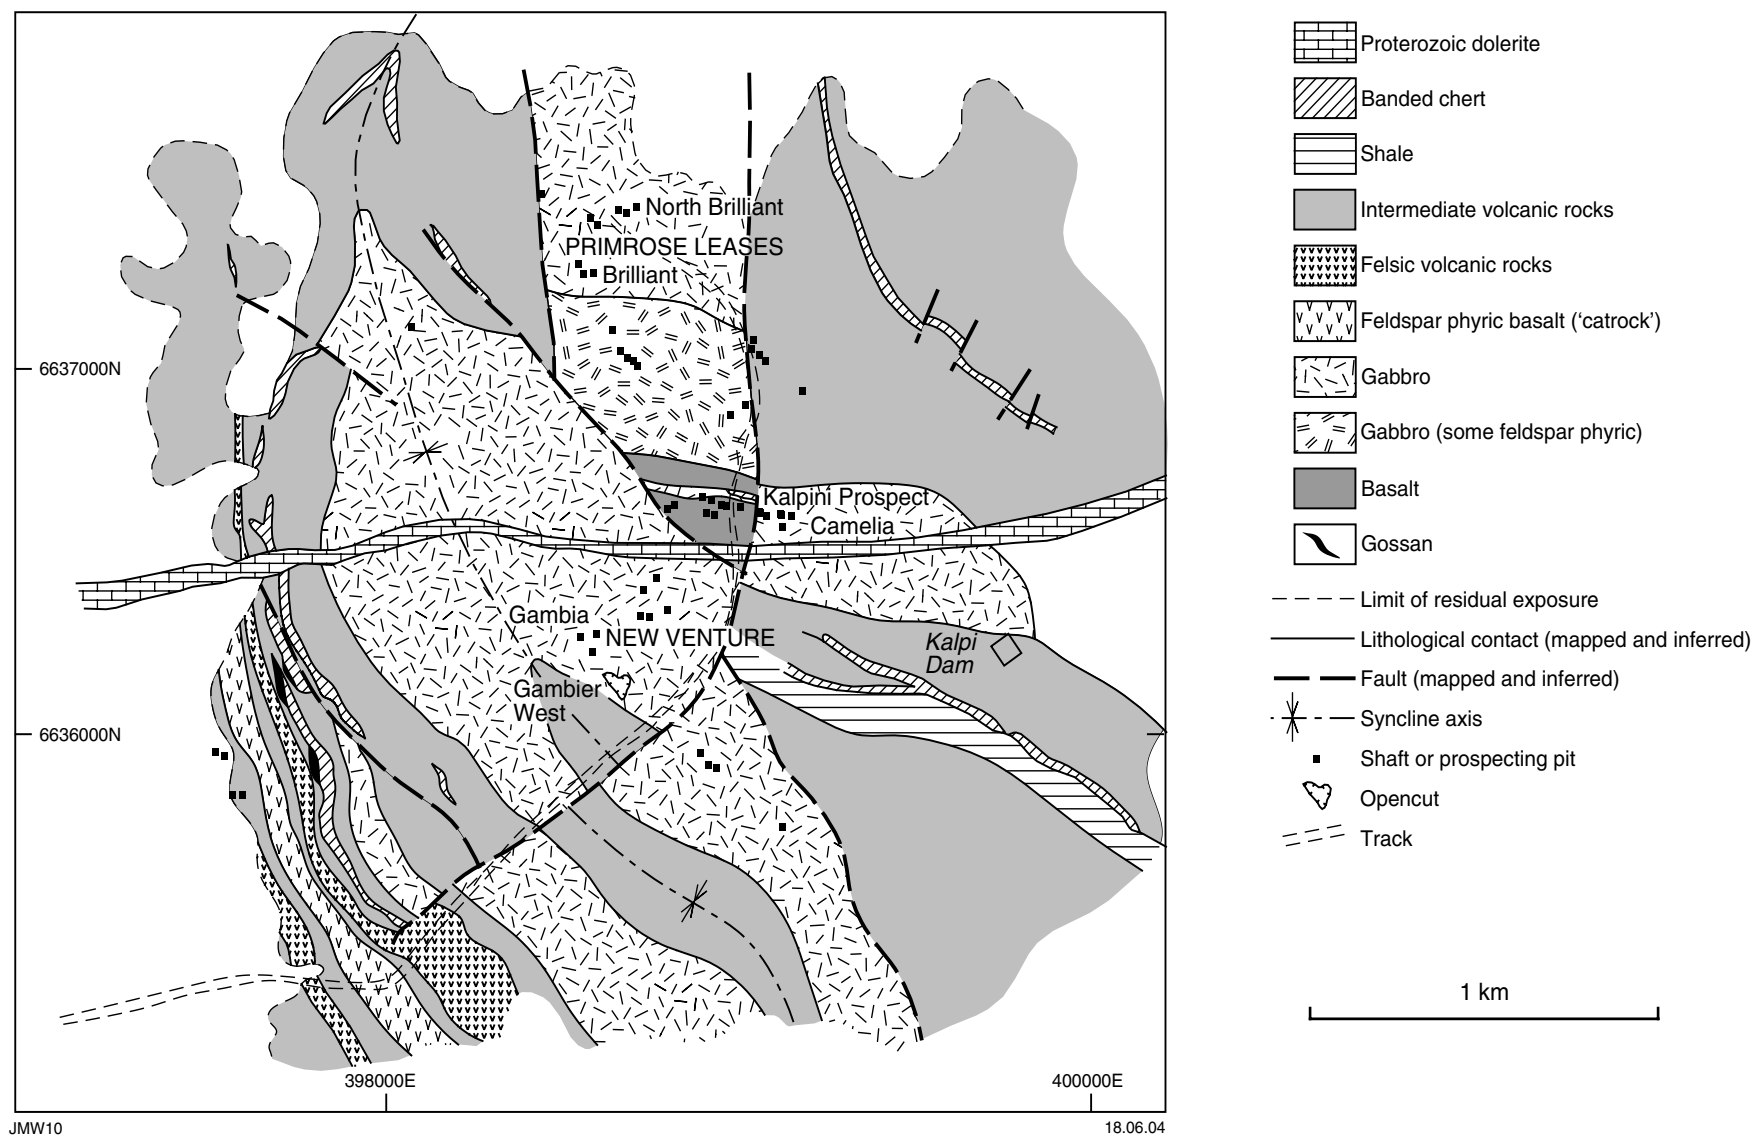 North Brilliant
PRIMROSE LEASES
Brilliant
6637000N
Kalpini Prospect
Camelia
Gambia
NEW VENTURE
Kalpi
Dam
Gambier
West
6636000N
398000E
400000E
JMW10
18.06.04
Proterozoic dolerite
Banded chert
Shale
Intermediate volcanic rocks
Felsic volcanic rocks
Feldspar phyric basalt (‘catrock’)
Gabbro
Gabbro (some feldspar phyric)
Basalt
Gossan
Limit of residual exposure
Lithological contact (mapped and inferred)
Fault (mapped and inferred)
Syncline axis
Shaft or prospecting pit
Opencut
Track
1 km